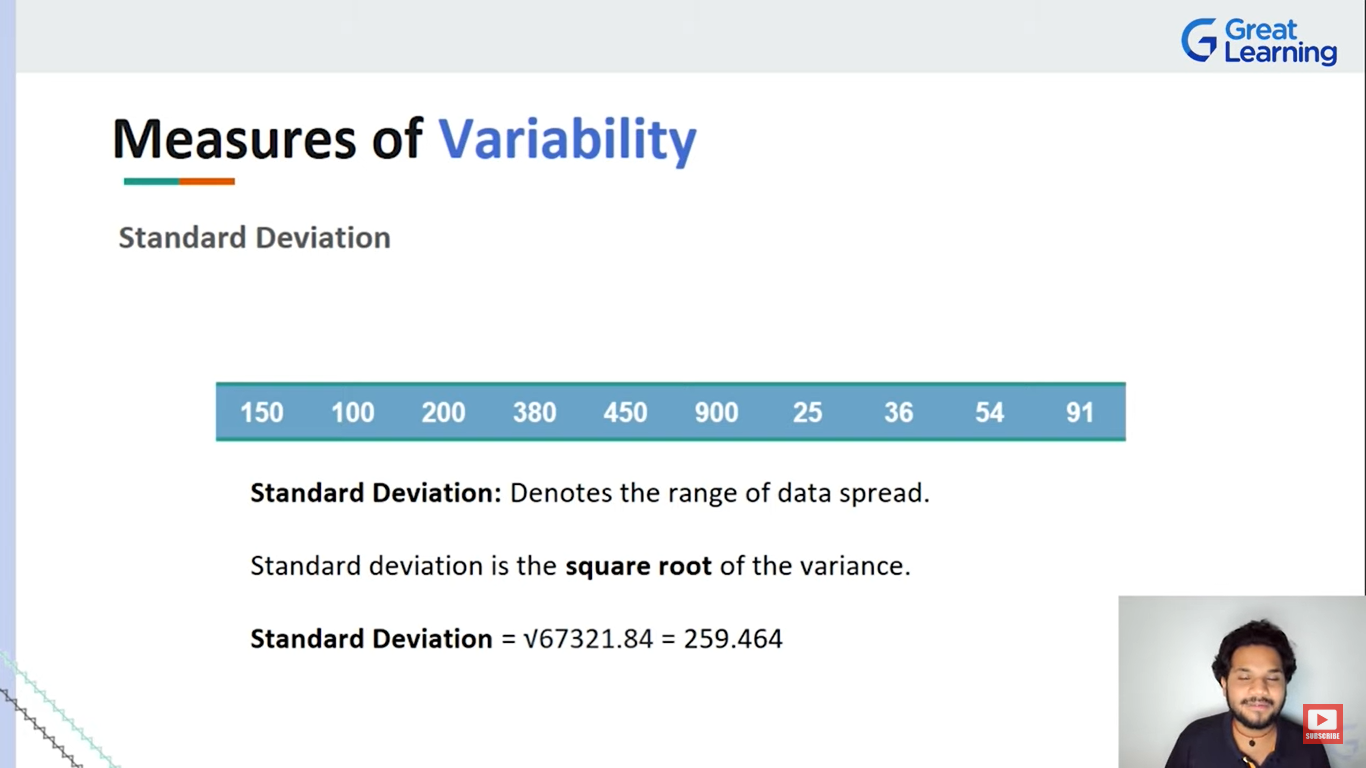 Great
Learning
Measures of Variability
Standard Deviation
150 100 200 380 450 900 25 36 54 91
Standard Deviation: Denotes the range of data spread.
Standard deviation is the square root of the variance.
Standard Deviation = √67321.84 = 259.464
SUBSCRIBE